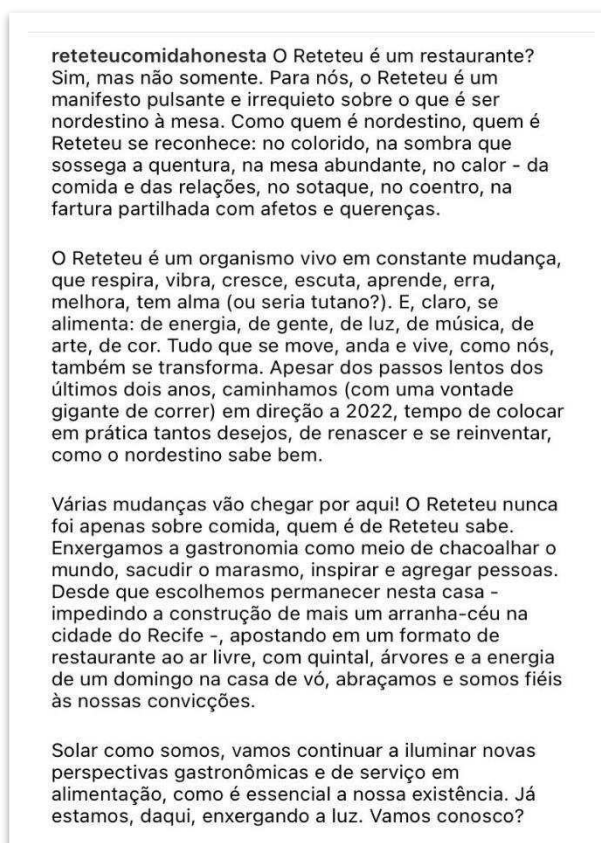 reteteucomidahonesta O Reteteu é um restaurante?
Sim, mas não somente. Para nós, o Reteteu é um
manifesto pulsante e irrequieto sobre o que é ser
nordestino à mesa. Como quem é nordestino, quem é
Reteteu se reconhece: no colorido, na sombra que
sossega a quentura, na mesa abundante, no calor - da
comida e das relações, no sotaque, no coentro, na
fartura partilhada com afetos e querenças.
O Reteteu é um organismo vivo em constante mudança,
que respira, vibra, cresce, escuta, aprende, erra,
melhora, tem alma (ou seria tutano?). E, claro, se
alimenta: de energia, de gente, de luz, de música, de
arte, de cor. Tudo que se move, anda e vive, como nós,
também se transforma. Apesar dos passos lentos dos
últimos dois anos, caminhamos (com uma vontade
gigante de correr) em direção a 2022, tempo de colocar
em prática tantos desejos, de renascer e se reinventar,
como o nordestino sabe bem.
Várias mudanças vão chegar por aqui! O Reteteu nunca
foi apenas sobre comida, quem é de Reteteu sabe.
Enxergamos a gastronomia como meio de chacoalhar o
mundo, sacudir o marasmo, inspirar e agregar pessoas.
Desde que escolhemos permanecer nesta casa -
impedindo a construção de mais um arranha-céu na
cidade do Recife -, apostando em um formato de
restaurante ao ar livre, com quintal, árvores e a energia
de um domingo na casa de vó, abraçamos e somos fiéis
às nossas convicções.
Solar como somos, vamos continuar a iluminar novas
perspectivas gastronômicas e de serviço em
alimentação, como é essencial a nossa existência. Já
estamos, daqui, enxergando a luz. Vamos conosco?